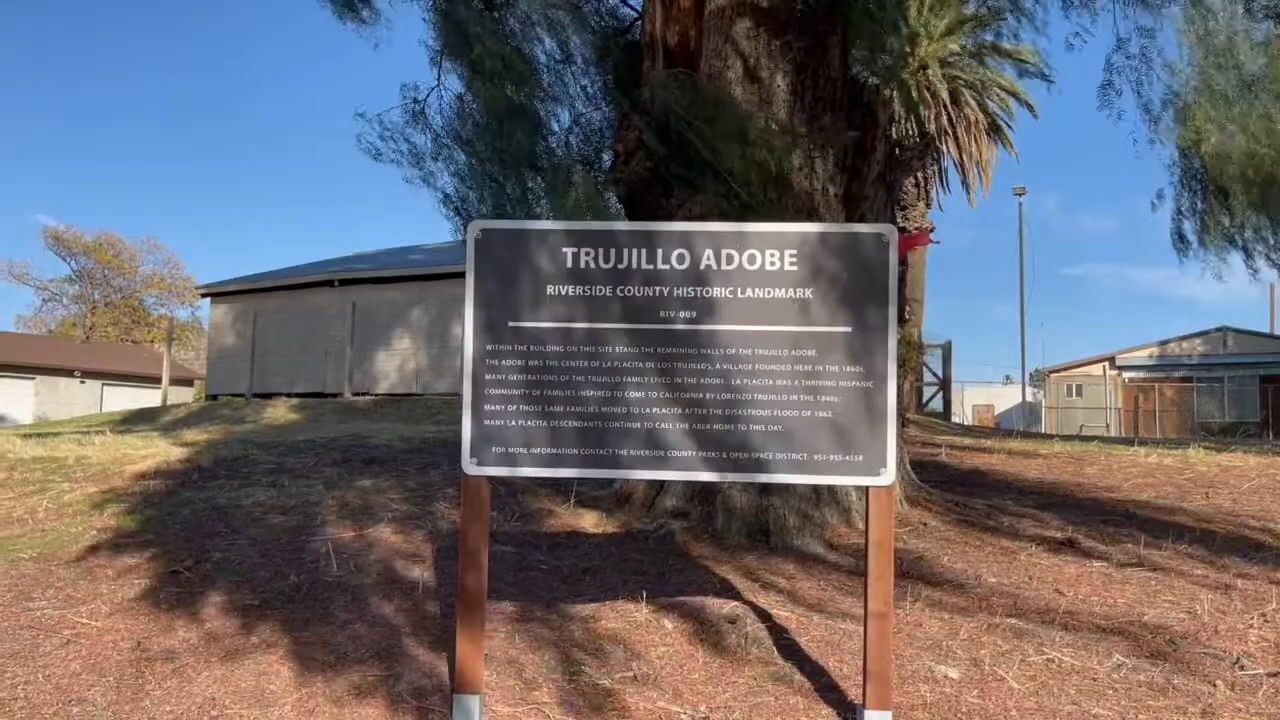 TRUJILLO ADOBE
RIVERSIDE COUNTY HISTORIC LANDMARK
RIV-009
WITHIN THE BUILDING ON THIS SITE STAND THE REMAINING WALLS OF THE TRUJILLO ADOBE.
THE ADOBE WAS THE CENTER OF LA PLACITA DE LOS TRUJILLOS, A VILLAGE FOUNDED HERE IN THE 1860s.
MANY GENERATIONS OF THE TRUJILLO FAMILY LIVED IN THE ADOBE. LA PLACITA WAS A THRIVING HISPANIC
COMMUNITY OF FAMILIES INSPIRED TO COME TO CALIFORNIA BY LORENZO TRUJILLO IN THE 1840s.
MANY OF THOSE SAME FAMILIES MOVED TO LA PLACITA AFTER THE DISASTROUS FLOOD OF 1862.
MANY LA PLACITA DESCENDANTS CONTINUE TO CALL THE AREA HOME TO THIS DAY.
FOR MORE INFORMATION CONTACT THE RIVERSIDE COUNTY PARKS & OPEN-SPACE DISTRICT: 951-955-4358